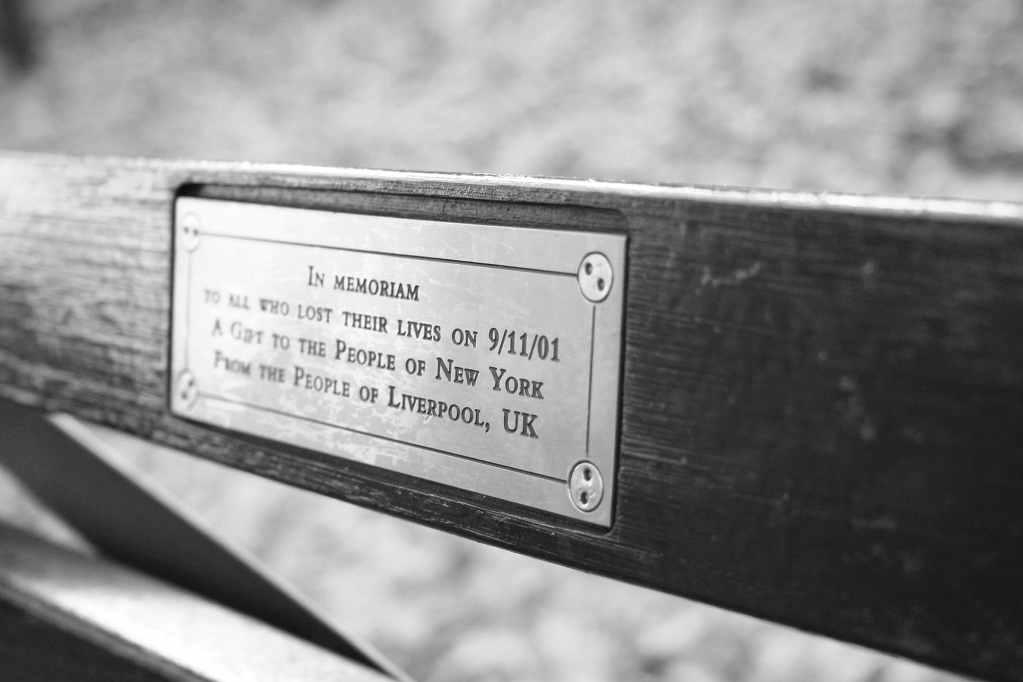 In memoriam
to all who lost their lives on 9/11/01
A Gift to the People of New York
From the People of Liverpool, UK